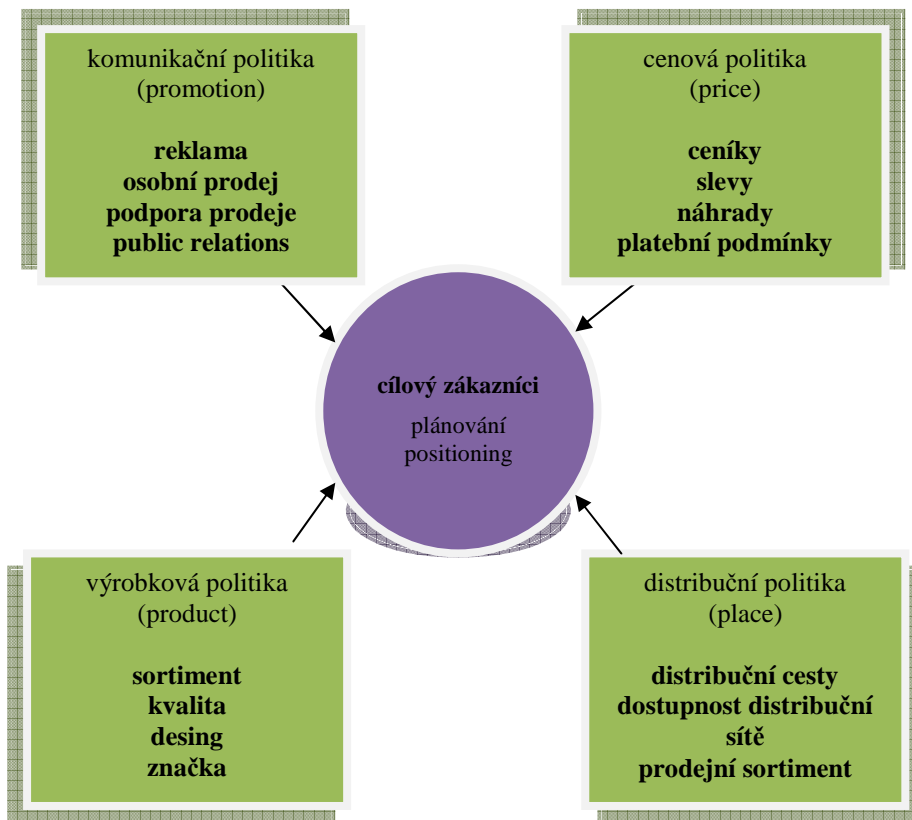 komunikační politika
(promotion)
reklama
osobní prodej
podpora prodeje
public relations
cenová politika
(price)
ceníky
slevy
náhrady
platební podmínky
cílový zákazníci
plánování
positioning
výrobková politika
(product)
sortiment
kvalita
desing
značka
distribuční politika
(place)
distribuční cesty
dostupnost distribuční
sítě
prodejní sortiment